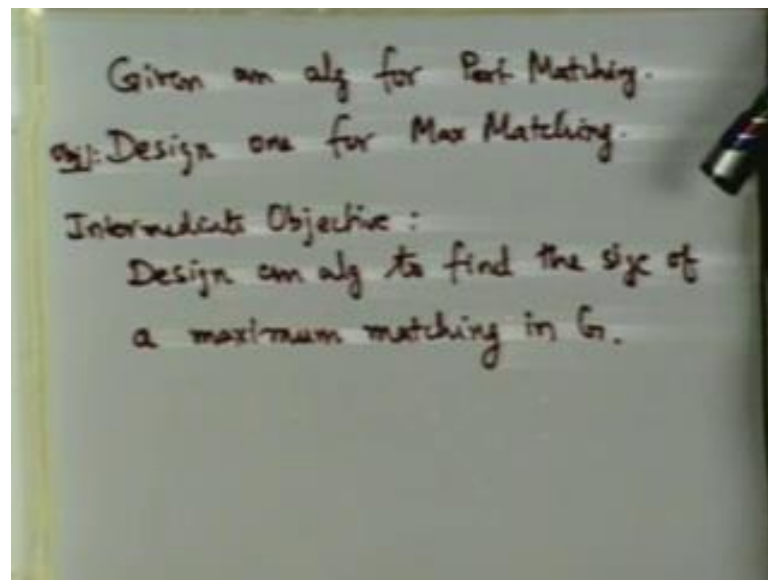 Given an alg for Perf Matching.
Obj: Design one for Max Matching.
Intermediate Objective :
Design an alg to find the size of
a maximum matching in G.